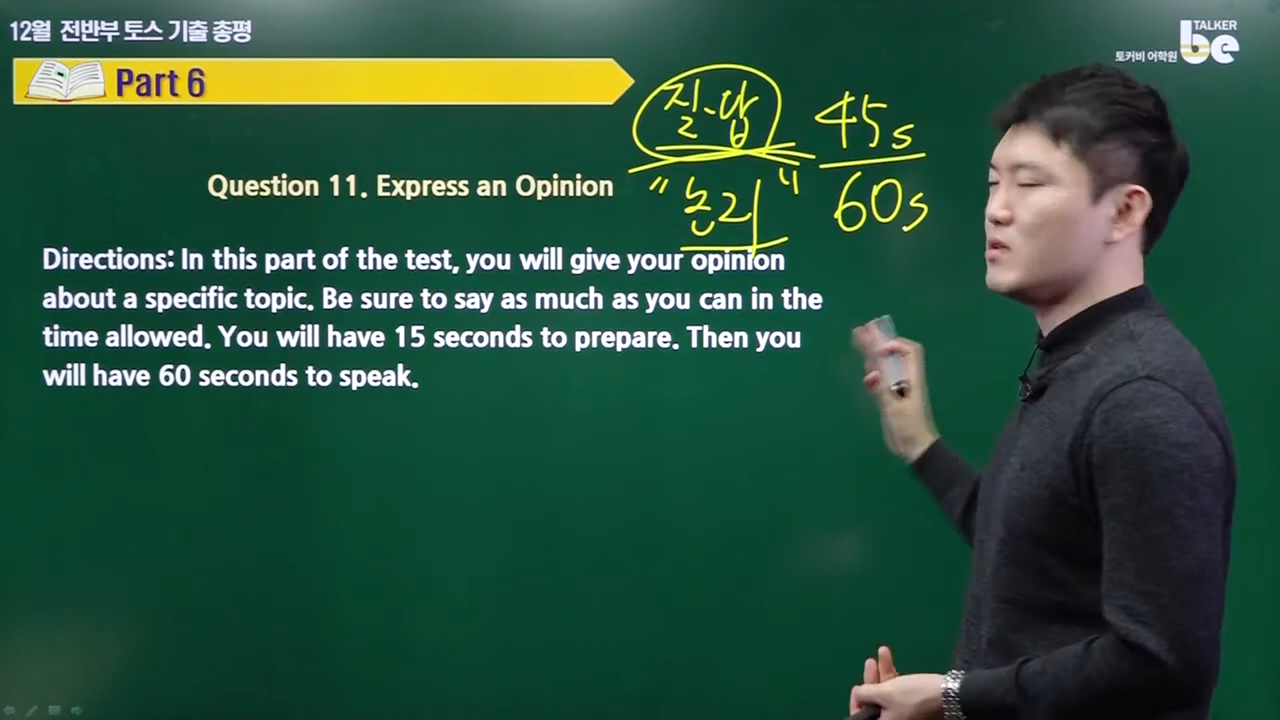 12월 전반부 토스 기출 총평
TALKER
be
토커비 어학원
Part 6
질-답
45s
"논리"
60s
Question 11. Express an Opinion
Directions: In this part of the test, you will give your opinion
about a specific topic. Be sure to say as much as you can in the
time allowed. You will have 15 seconds to prepare. Then you
will have 60 seconds to speak.